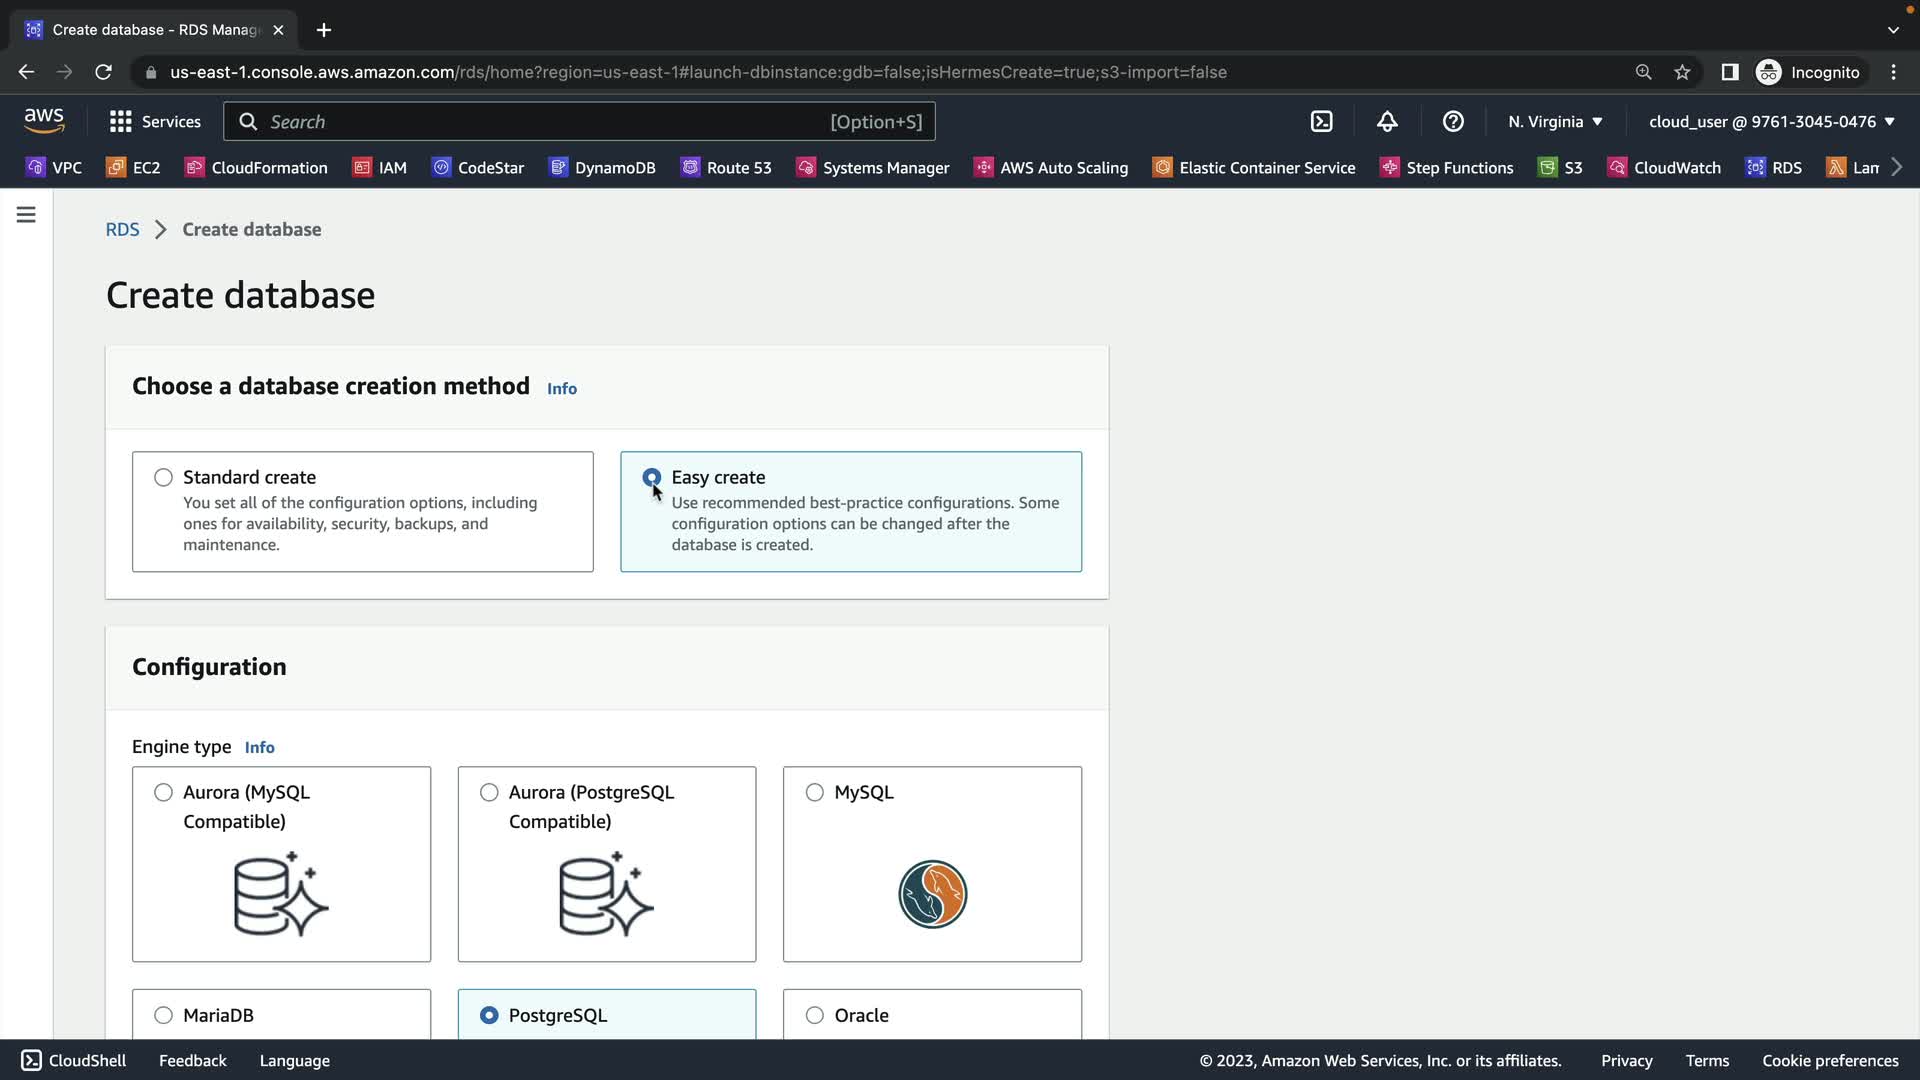 Create database - RDS Manag
us-east-1.console.aws.amazon.com/rds/home?region=us-east-1#launch-dbinstance:gdb=false;isHermesCreate=true;s3-import=false
Incognito
aws
Services
Search
[Option+S]
N. Virginia
cloud_user @ 9761-3045-0476
VPC
EC2
CloudFormation
IAM
CodeStar
DynamoDB
Route 53
Systems Manager
AWS Auto Scaling
Elastic Container Service
Step Functions
S3
CloudWatch
RDS
Lam
RDS > Create database
Create database
Choose a database creation method Info
Standard create
You set all of the configuration options, including
ones for availability, security, backups, and
maintenance.
Easy create
Use recommended best-practice configurations. Some
configuration options can be changed after the
database is created.
Configuration
Engine type Info
Aurora (MySQL
Compatible)
Aurora (PostgreSQL
Compatible)
MySQL
MariaDB
PostgreSQL
Oracle
CloudShell
Feedback
Language
© 2023, Amazon Web Services, Inc. or its affiliates.
Privacy
Terms
Cookie preferences